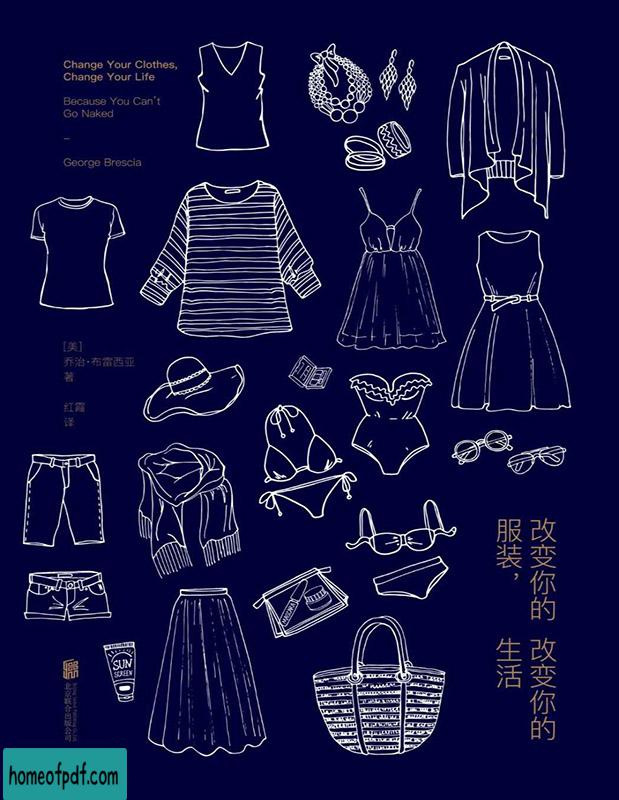 Change Your Clothes,
Change Your Life
Because You Can't
Go Naked
–
George Brescia
[美]
乔治·布雷西亚
著
红霞
译
改变你的
服装，
改变你的
生活
SUN
SCREEN
北京联合出版公司
homeofpdf.com